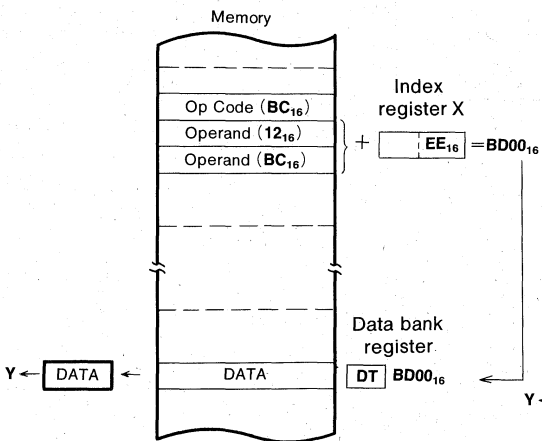 Memory
Index
register X
Op Code (BC₁₆)
Operand (12₁₆)
Operand (BC₁₆)
+ EE₁₆ =BD00₁₆
Data bank
register
Y ← DATA ← DATA DT BD00₁₆
Y